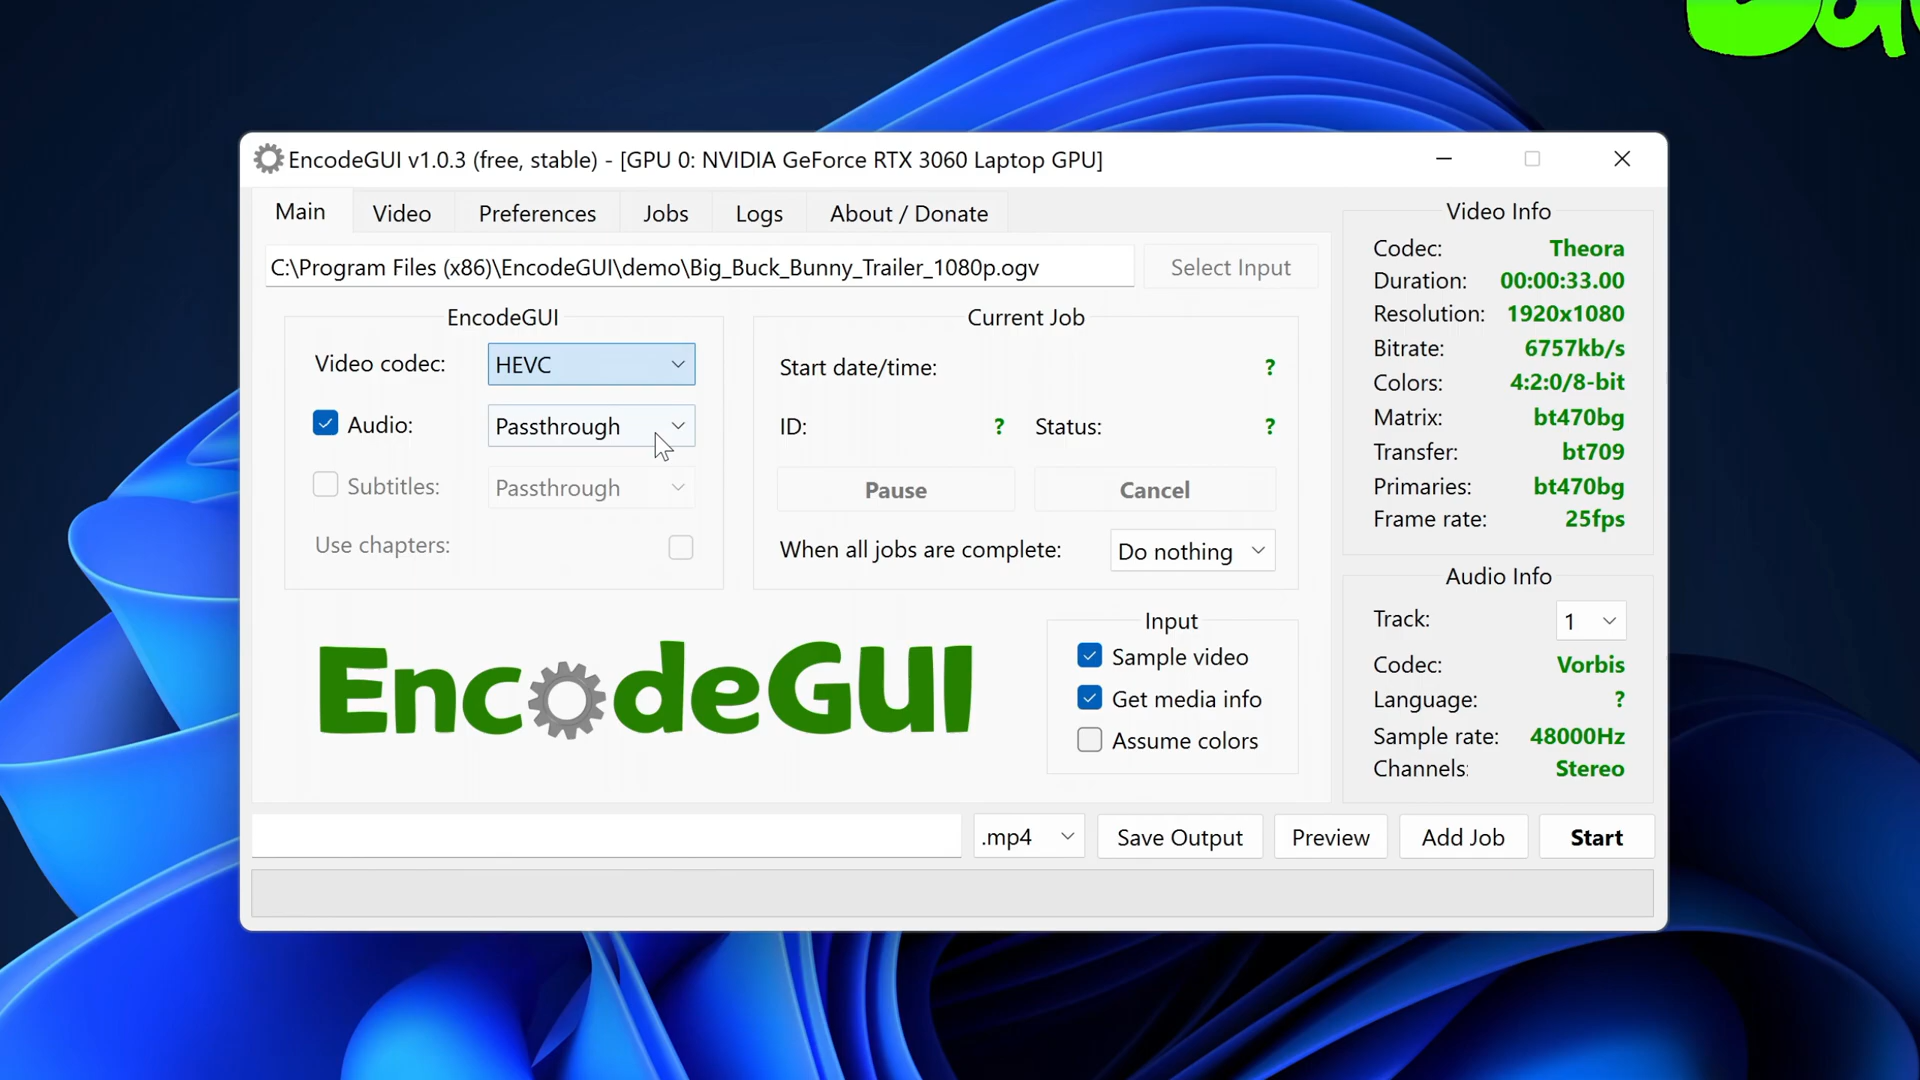 EncodeGUI v1.0.3 (free, stable) - [GPU 0: NVIDIA GeForce RTX 3060 Laptop GPU]
Main Video Preferences Jobs Logs About / Donate
C:\Program Files (x86)\EncodeGUI\demo\Big_Buck_Bunny_Trailer_1080p.ogv Select Input
EncodeGUI
Video codec: HEVC
Audio: Passthrough
Subtitles: Passthrough
Use chapters:
Current Job
Start date/time: ?
ID: ? Status: ?
Pause Cancel
When all jobs are complete: Do nothing
EncodeGUI
Input
Sample video
Get media info
Assume colors
Video Info
Codec: Theora
Duration: 00:00:33.00
Resolution: 1920x1080
Bitrate: 6757kb/s
Colors: 4:2:0/8-bit
Matrix: bt470bg
Transfer: bt709
Primaries: bt470bg
Frame rate: 25fps
Audio Info
Track: 1
Codec: Vorbis
Language: ?
Sample rate: 48000Hz
Channels: Stereo
.mp4 Save Output Preview Add Job Start